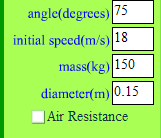 angle(degrees) 75
initial speed(m/s) 18
mass(kg) 150
diameter(m) 0.15
Air Resistance